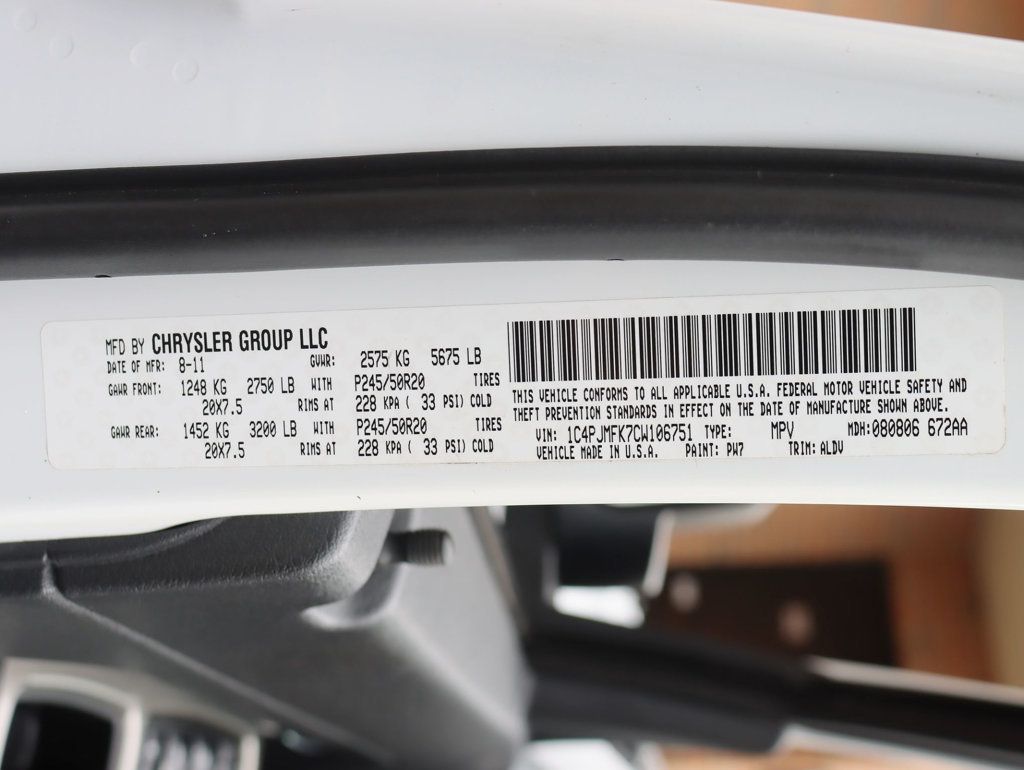 MFD BY CHRYSLER GROUP LLC
DATE OF MFR: 8-11 GVWR: 2575 KG 5675 LB
GAWR FRONT: 1248 KG 2750 LB WITH P245/50R20 TIRES
20X7.5 RIMS AT 228 KPA ( 33 PSI) COLD
GAWR REAR: 1452 KG 3200 LB WITH P245/50R20 TIRES
20X7.5 RIMS AT 228 KPA ( 33 PSI) COLD
THIS VEHICLE CONFORMS TO ALL APPLICABLE U.S.A. FEDERAL MOTOR VEHICLE SAFETY AND
THEFT PREVENTION STANDARDS IN EFFECT ON THE DATE OF MANUFACTURE SHOWN ABOVE.
VIN: 1C4PJMFK7CW106751 TYPE: MPV MDH:080806 672AA
VEHICLE MADE IN U.S.A. PAINT: PW7 TRIM: ALDV